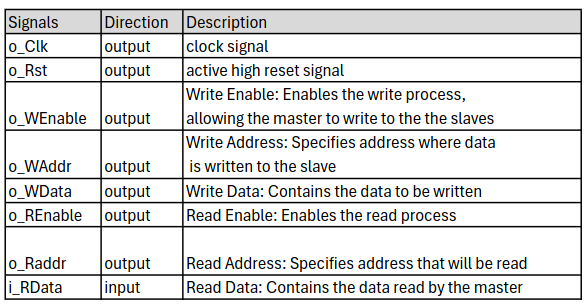 Signals Direction Description
o_Clk output clock signal
o_Rst output active high reset signal
Write Enable: Enables the write process,
o_WEnable output allowing the master to write to the the slaves
Write Address: Specifies address where data
o_WAddr output is written to the slave
o_WData output Write Data: Contains the data to be written
o_REnable output Read Enable: Enables the read process
o_Raddr output Read Address: Specifies address that will be read
i_RData input Read Data: Contains the data read by the master